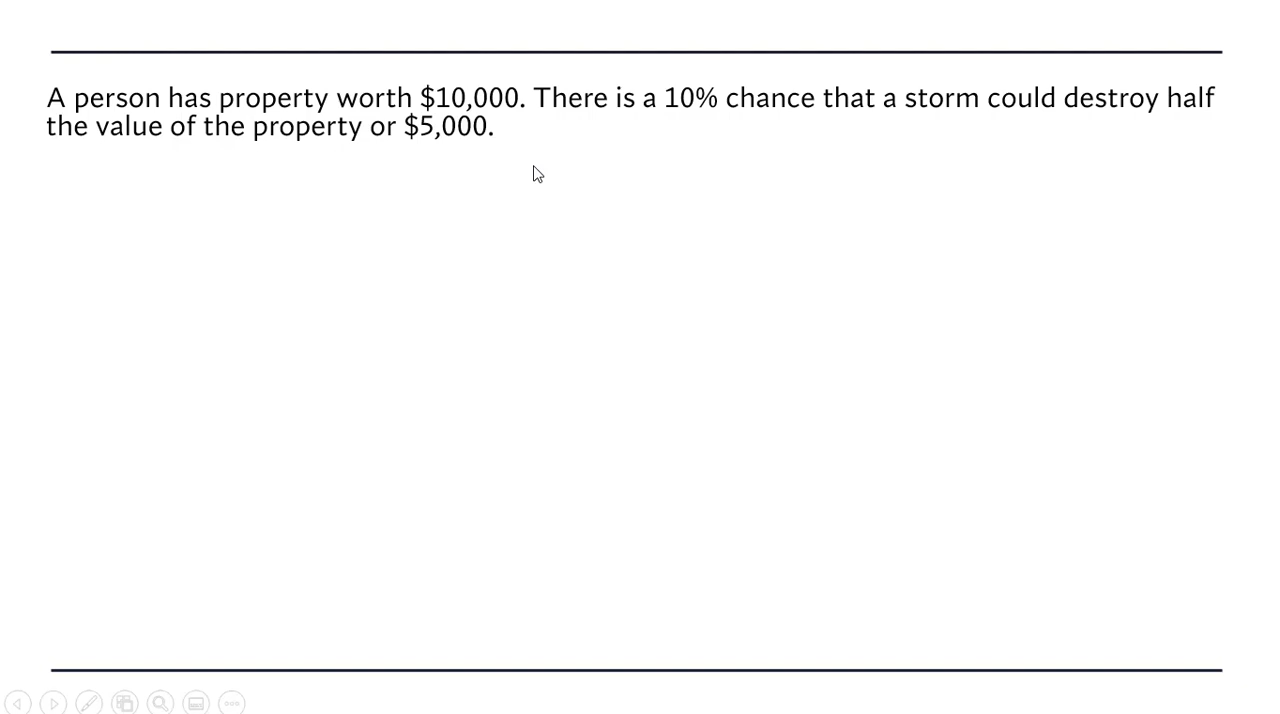 A person has property worth $10,000. There is a 10% chance that a storm could destroy half
the value of the property or $5,000.